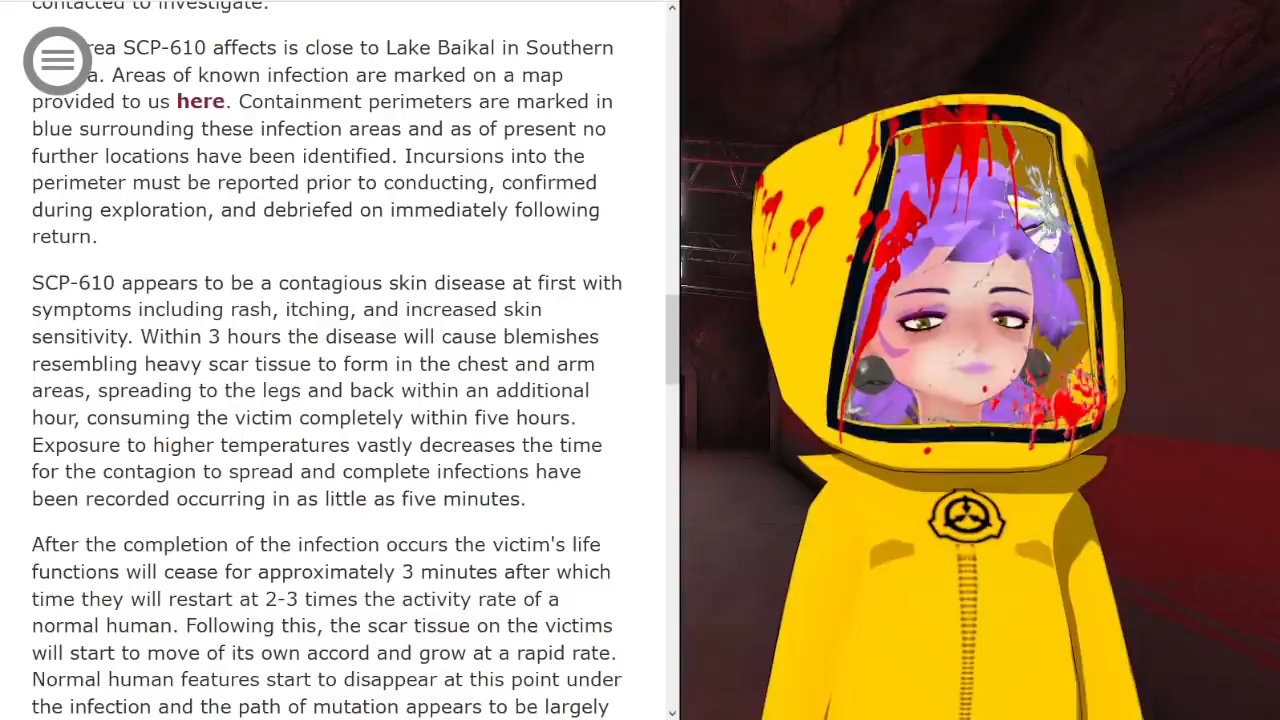 contacted to investigate.
area SCP-610 affects is close to Lake Baikal in Southern
a. Areas of known infection are marked on a map
provided to us here. Containment perimeters are marked in
blue surrounding these infection areas and as of present no
further locations have been identified. Incursions into the
perimeter must be reported prior to conducting, confirmed
during exploration, and debriefed on immediately following
return.
SCP-610 appears to be a contagious skin disease at first with
symptoms including rash, itching, and increased skin
sensitivity. Within 3 hours the disease will cause blemishes
resembling heavy scar tissue to form in the chest and arm
areas, spreading to the legs and back within an additional
hour, consuming the victim completely within five hours.
Exposure to higher temperatures vastly decreases the time
for the contagion to spread and complete infections have
been recorded occurring in as little as five minutes.
After the completion of the infection occurs the victim's life
functions will cease for approximately 3 minutes after which
time they will restart at 2-3 times the activity rate of a
normal human. Following this, the scar tissue on the victims
will start to move of its own accord and grow at a rapid rate.
Normal human features start to disappear at this point under
the infection and the path of mutation appears to be largely